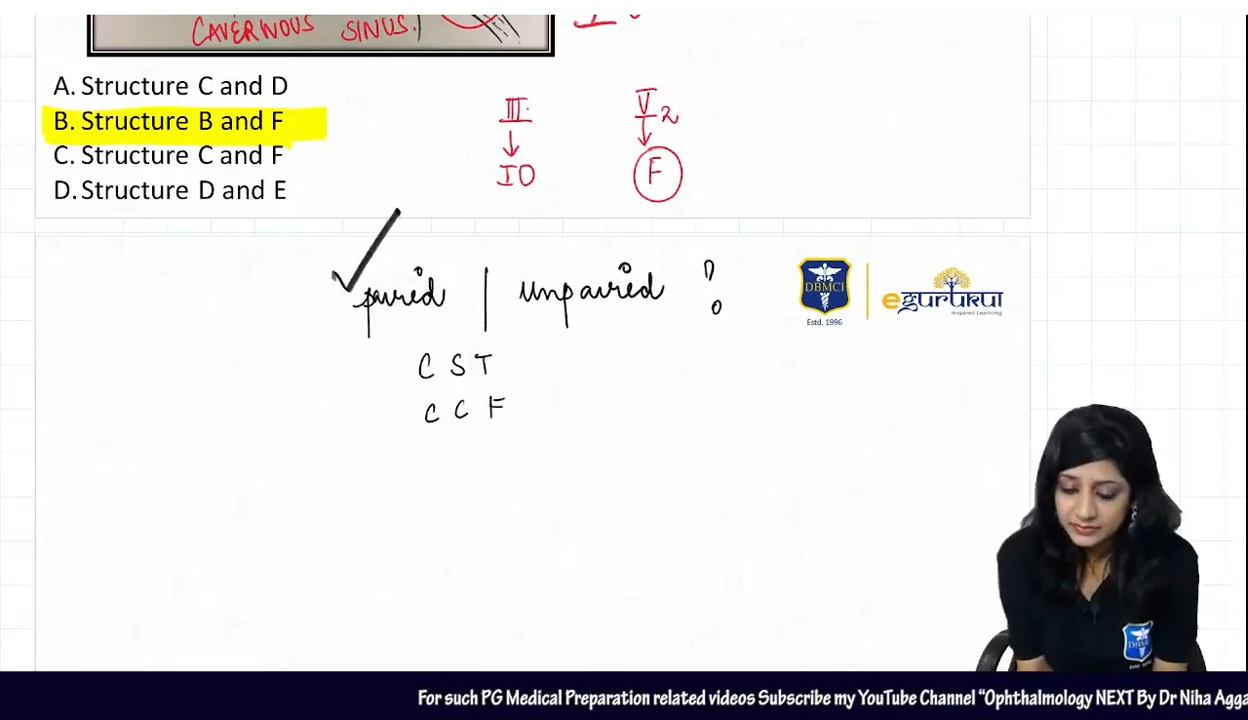 CAVERNOUS SINUS.
A. Structure C and D
B. Structure B and F
C. Structure C and F
D. Structure D and E
III V2
IO F
paired | unpaired ?
DBMCI
Estd. 1996
egurukul
Inspired Learning
C S T
C C F
For such PG Medical Preparation related videos Subscribe my YouTube Channel "Ophthalmology NEXT By Dr Niha Agga